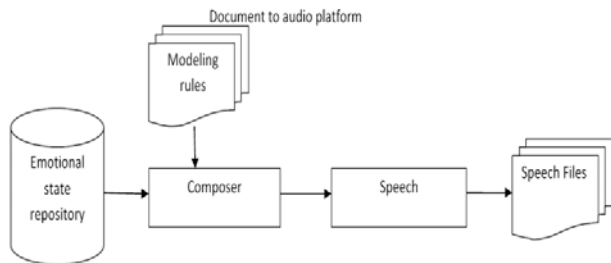 Document to audio platform
Modeling
rules
Emotional
state
repository
Composer
Speech
Speech Files